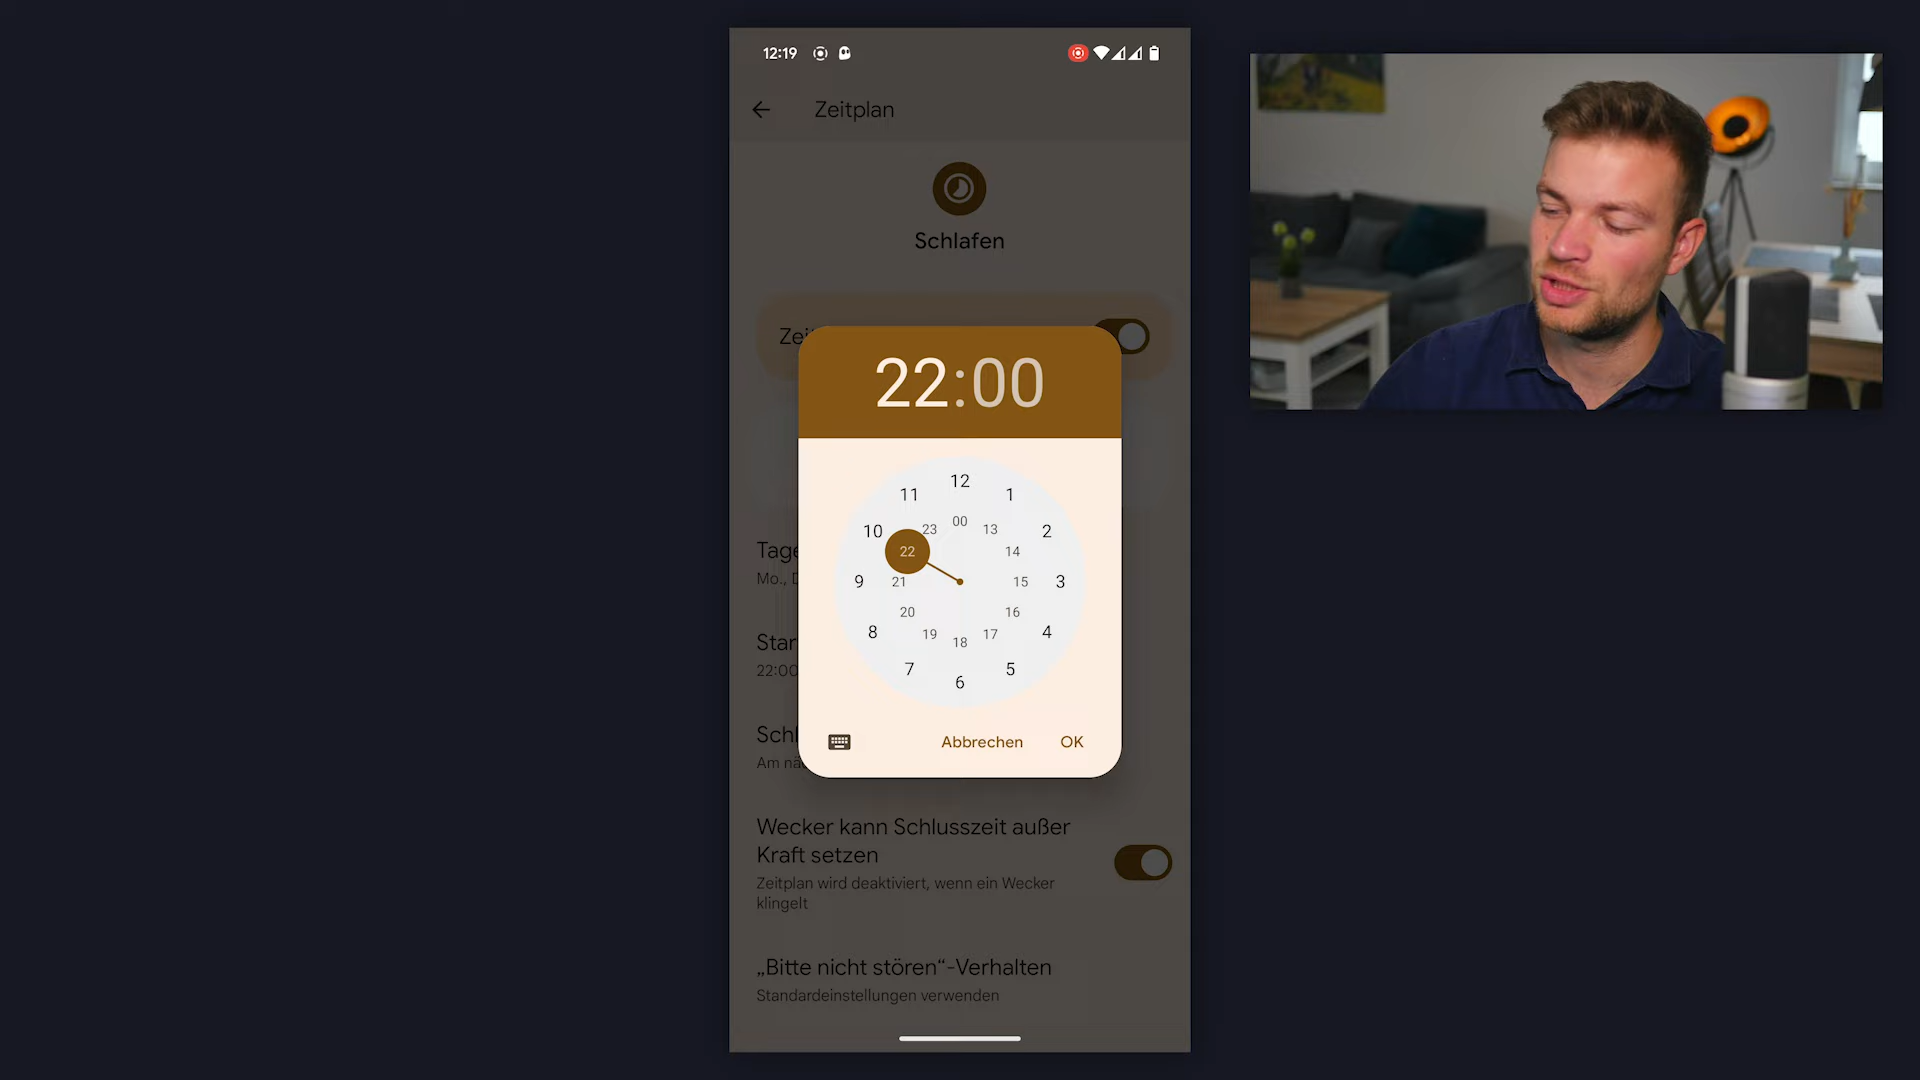 12:19
Zeitplan
Schlafen
Zei
22:00
12
11
1
10
23
00
13
2
22
14
9
21
15
3
20
16
8
19
18
17
4
7
5
6
Tage
Mo., D
Star
22:00
Schl
Am nä
Abbrechen
OK
Wecker kann Schlusszeit außer
Kraft setzen
Zeitplan wird deaktiviert, wenn ein Wecker
klingelt
„Bitte nicht stören“-Verhalten
Standardeinstellungen verwenden